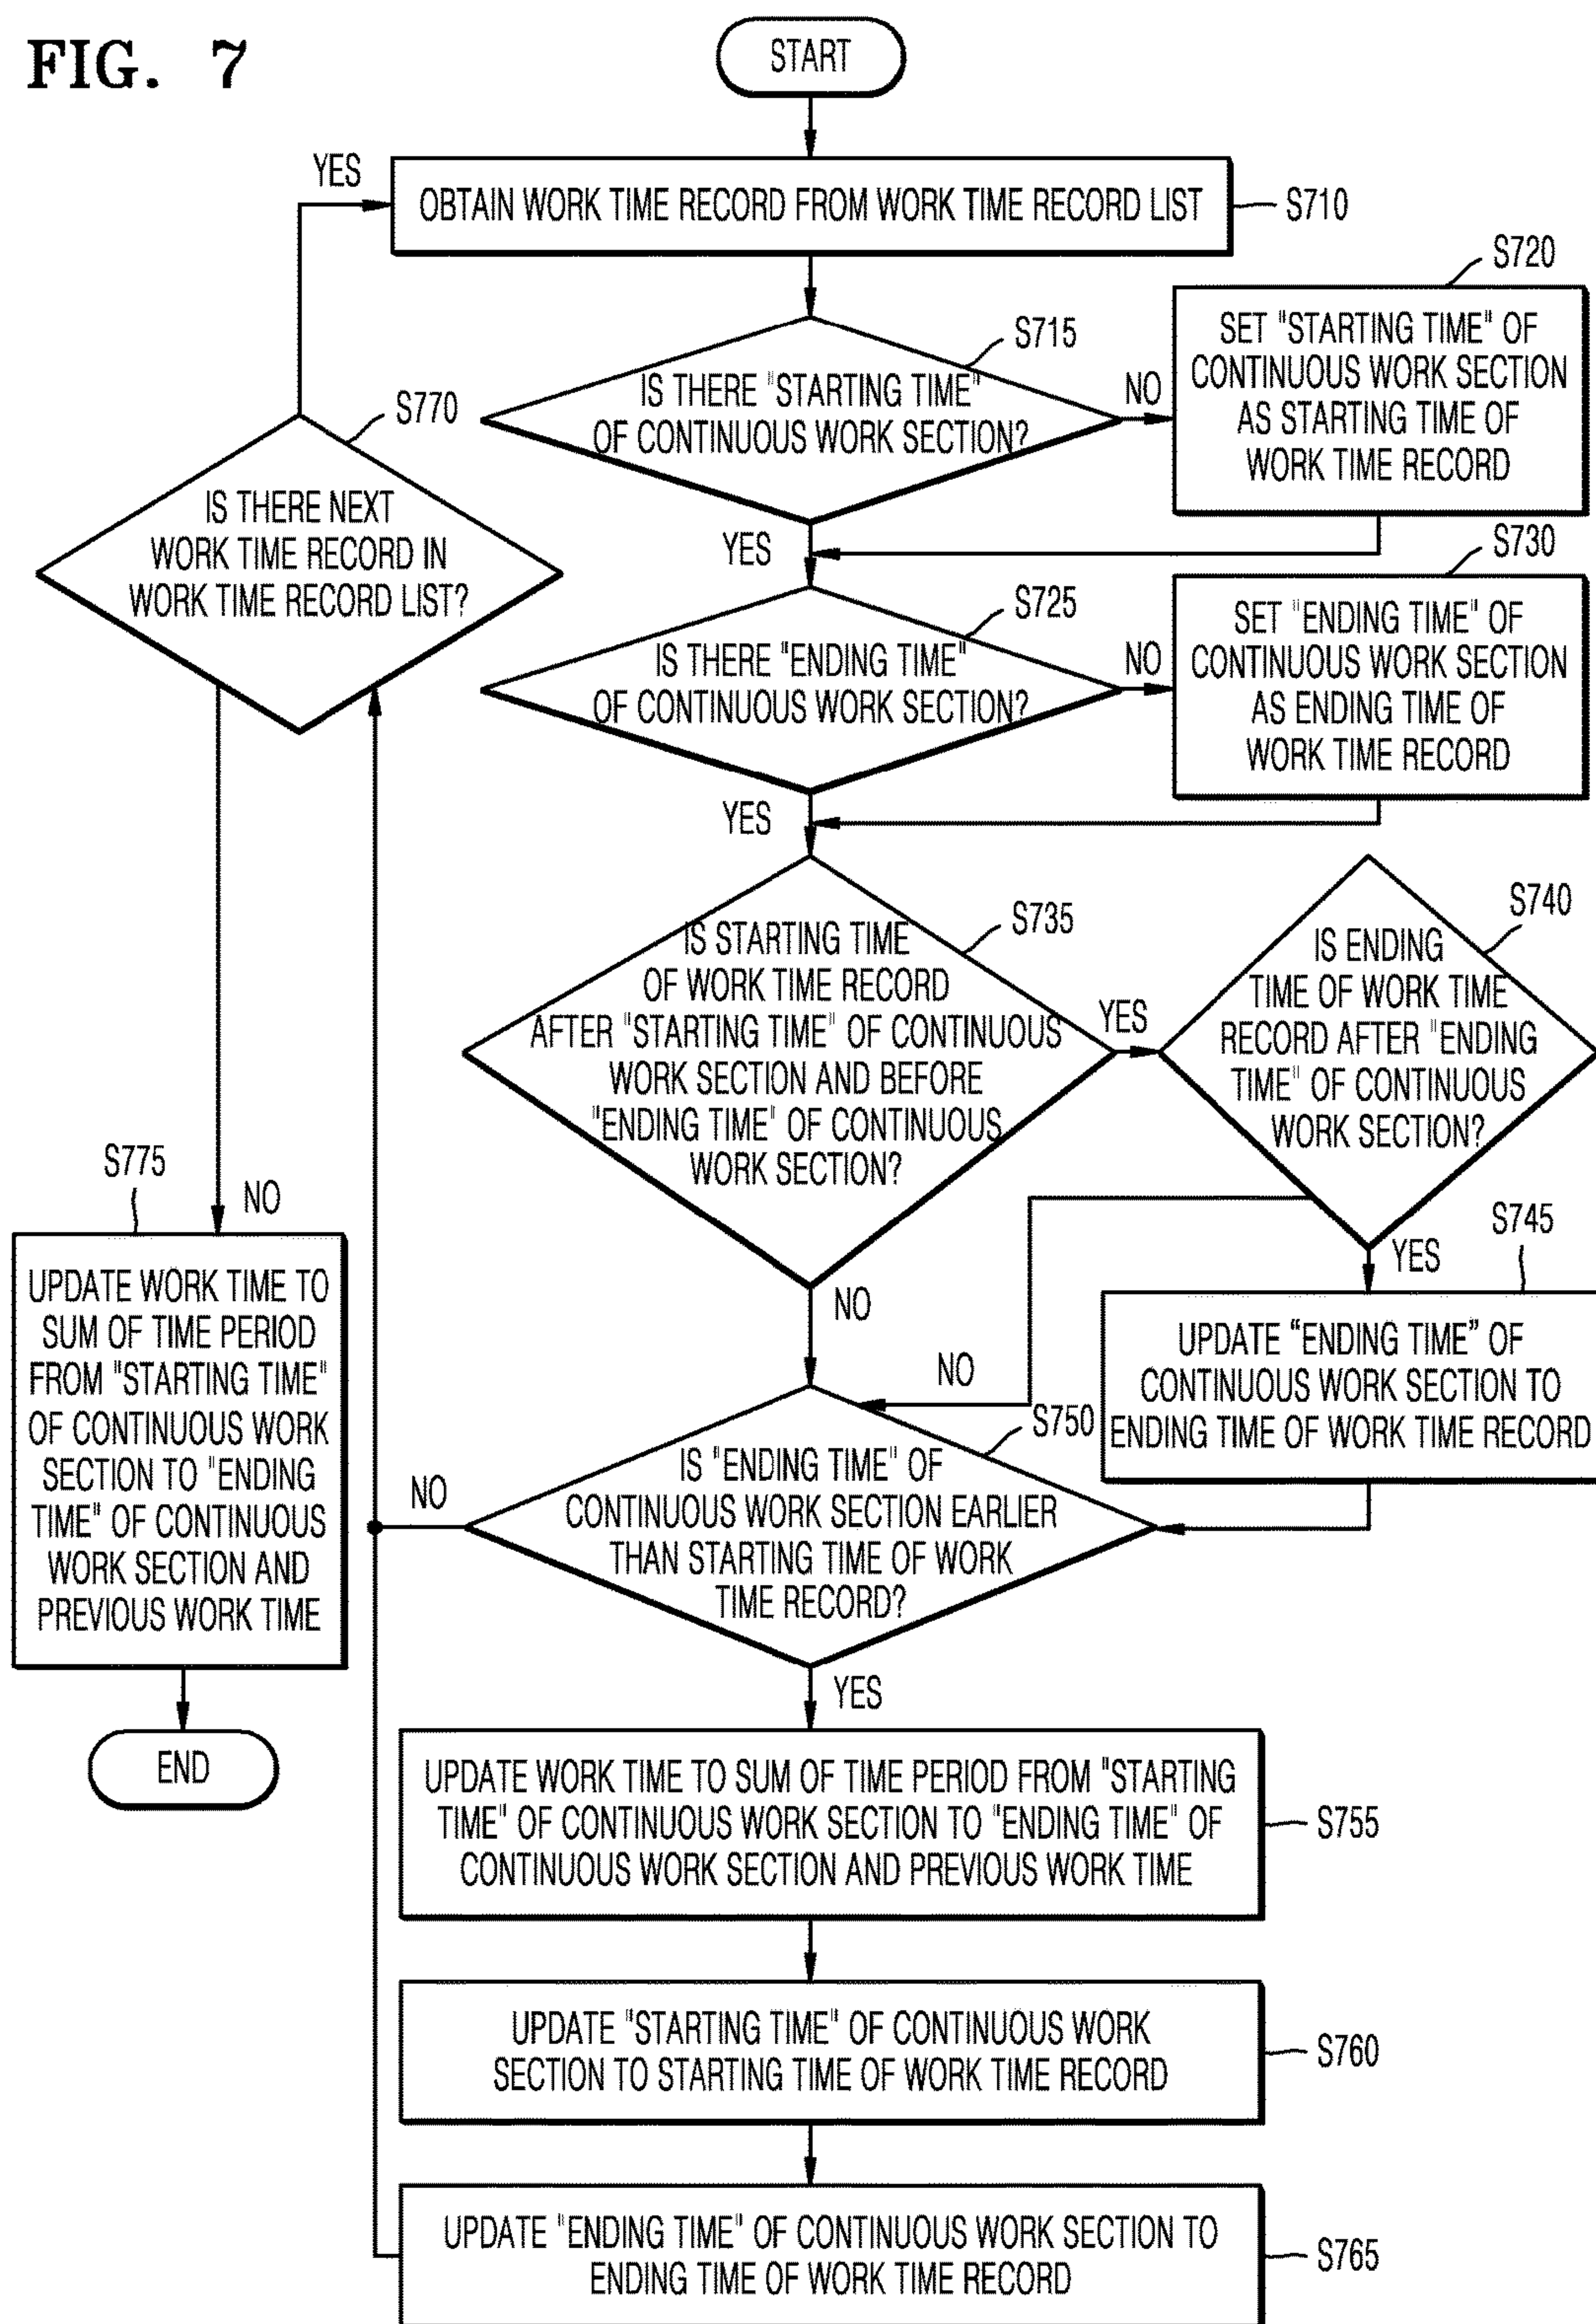 FIG. 7
START
YES
OBTAIN WORK TIME RECORD FROM WORK TIME RECORD LIST
S710
S720
SET "STARTING TIME" OF
CONTINUOUS WORK SECTION
AS STARTING TIME OF
WORK TIME RECORD
S715
IS THERE "STARTING TIME"
OF CONTINUOUS WORK SECTION?
NO
S770
IS THERE NEXT
WORK TIME RECORD IN
WORK TIME RECORD LIST?
YES
S730
SET "ENDING TIME" OF
CONTINUOUS WORK SECTION
AS ENDING TIME OF
WORK TIME RECORD
S725
IS THERE "ENDING TIME"
OF CONTINUOUS WORK SECTION?
NO
YES
S735
IS STARTING TIME
OF WORK TIME RECORD
AFTER "STARTING TIME" OF CONTINUOUS
WORK SECTION AND BEFORE
"ENDING TIME" OF CONTINUOUS
WORK SECTION?
YES
S740
IS ENDING
TIME OF WORK TIME
RECORD AFTER "ENDING
TIME" OF CONTINUOUS
WORK SECTION?
S775
NO
UPDATE WORK TIME TO
SUM OF TIME PERIOD
FROM "STARTING TIME"
OF CONTINUOUS WORK
SECTION TO "ENDING
TIME" OF CONTINUOUS
WORK SECTION AND
PREVIOUS WORK TIME
END
NO
NO
YES
S745
UPDATE “ENDING TIME” OF
CONTINUOUS WORK SECTION TO
ENDING TIME OF WORK TIME RECORD
S750
IS "ENDING TIME" OF
CONTINUOUS WORK SECTION EARLIER
THAN STARTING TIME OF WORK
TIME RECORD?
NO
YES
UPDATE WORK TIME TO SUM OF TIME PERIOD FROM "STARTING
TIME" OF CONTINUOUS WORK SECTION TO "ENDING TIME" OF
CONTINUOUS WORK SECTION AND PREVIOUS WORK TIME
S755
UPDATE "STARTING TIME" OF CONTINUOUS WORK
SECTION TO STARTING TIME OF WORK TIME RECORD
S760
UPDATE "ENDING TIME" OF CONTINUOUS WORK SECTION TO
ENDING TIME OF WORK TIME RECORD
S765